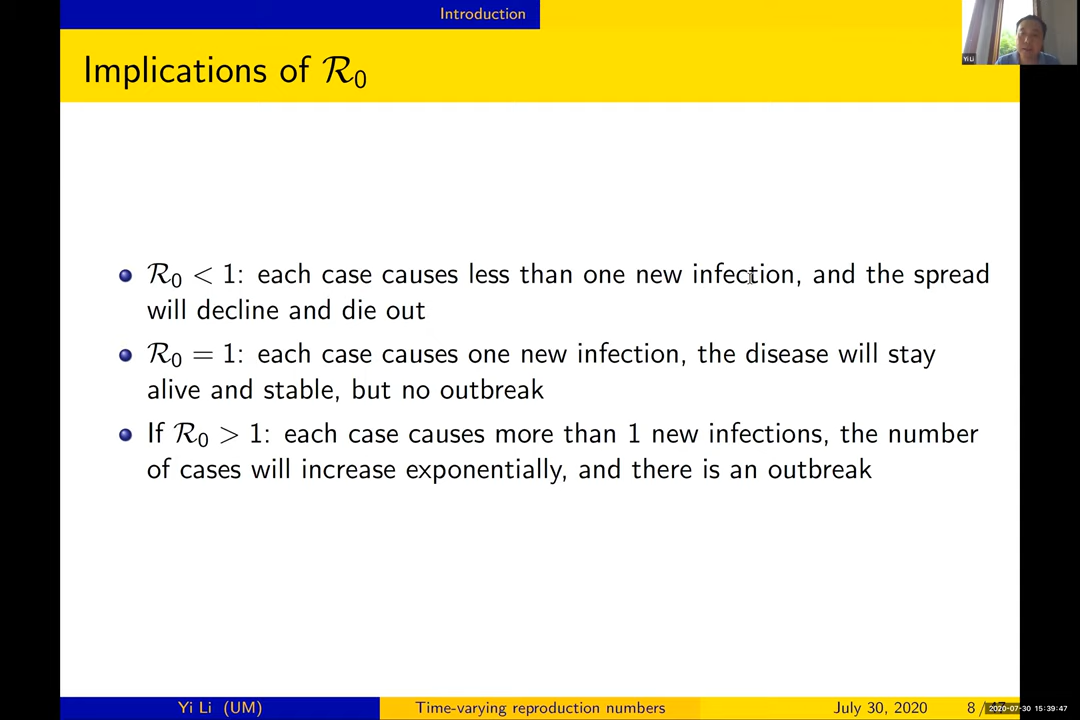 Introduction
Implications of R₀
Yi Li
R₀ < 1: each case causes less than one new infection, and the spread
will decline and die out
R₀ = 1: each case causes one new infection, the disease will stay
alive and stable, but no outbreak
If R₀ > 1: each case causes more than 1 new infections, the number
of cases will increase exponentially, and there is an outbreak
Yi Li (UM) Time-varying reproduction numbers July 30, 2020 8 /
2020-07-30 15:39:47